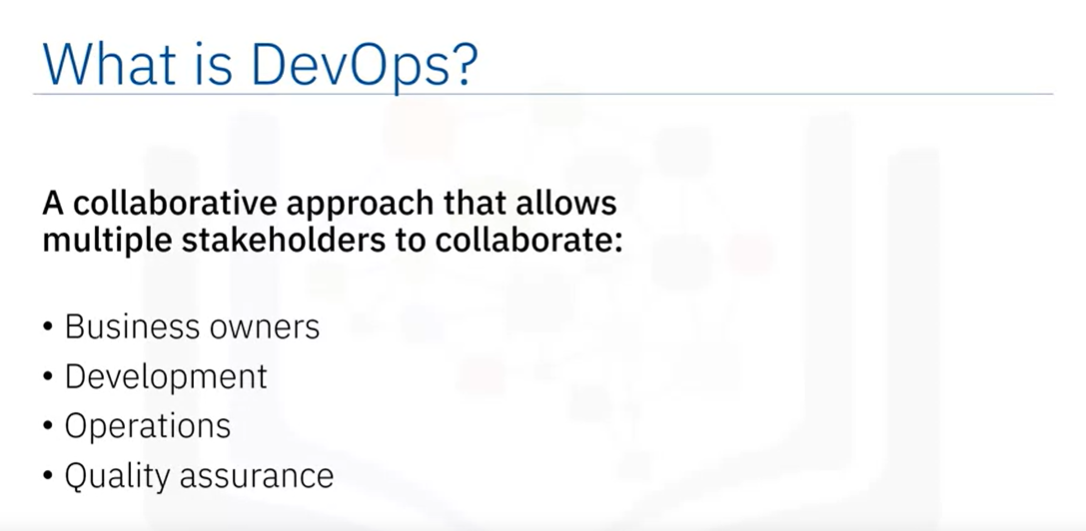 What is DevOps?
A collaborative approach that allows
multiple stakeholders to collaborate:
• Business owners
• Development
• Operations
• Quality assurance